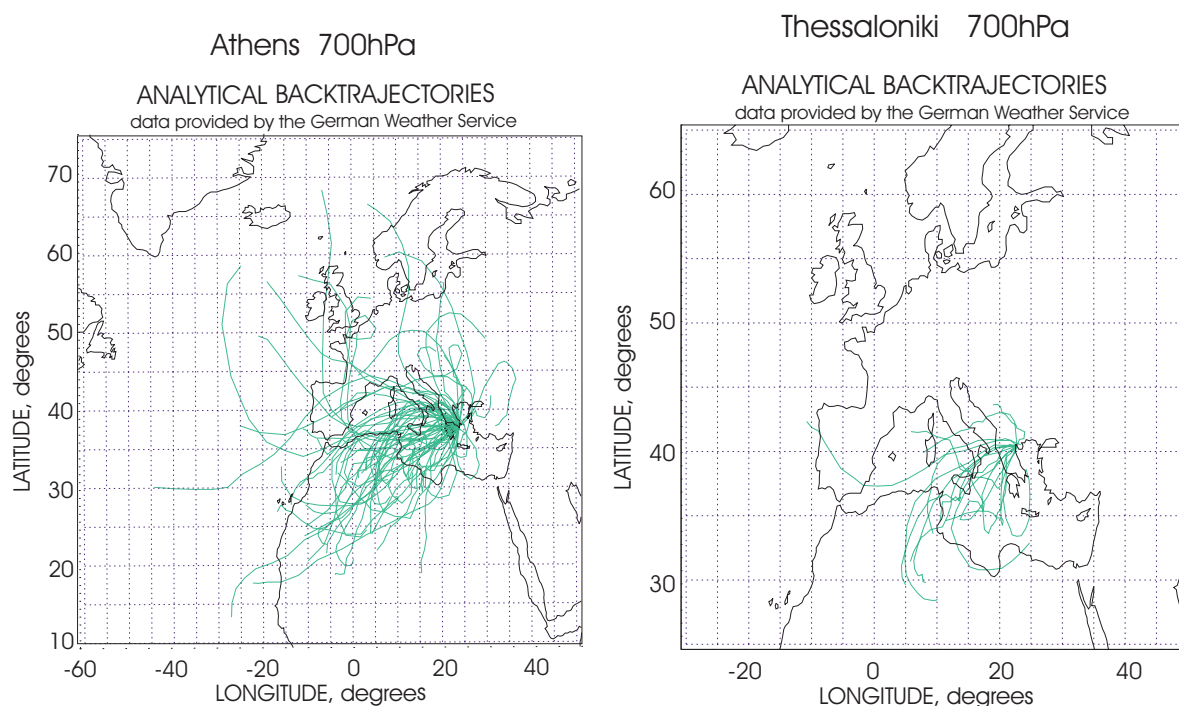 Athens 700hPa
ANALYTICAL BACKTRAJECTORIES
data provided by the German Weather Service
70
60
50
40
30
20
10
LATITUDE, degrees
-60
-40
-20
0
20
40
LONGITUDE, degrees
Thessaloniki 700hPa
ANALYTICAL BACKTRAJECTORIES
data provided by the German Weather Service
60
50
40
30
LATITUDE, degrees
-20
0
20
40
LONGITUDE, degrees